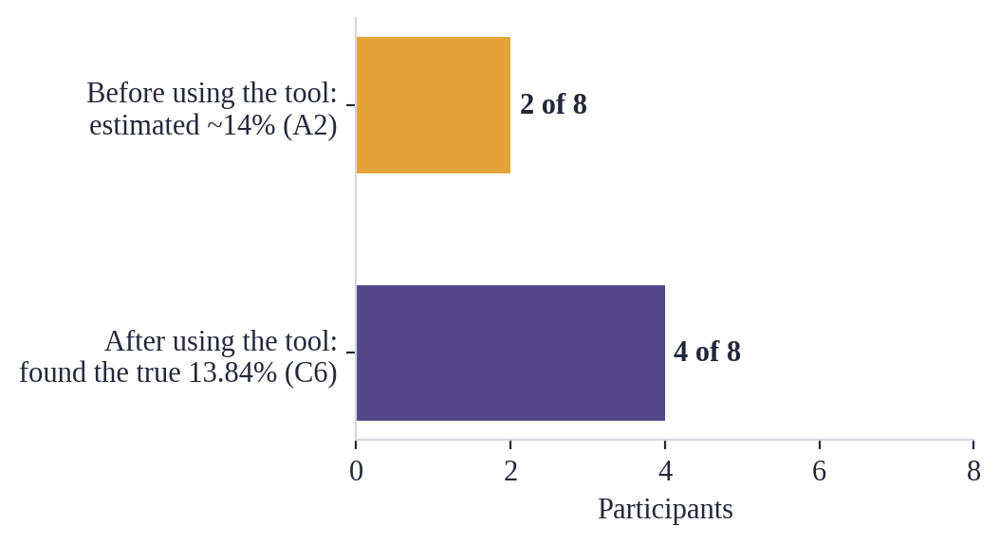 Before using the tool:
estimated ~14% (A2)
2 of 8
After using the tool:
found the true 13.84% (C6)
4 of 8
0 2 4 6 8
Participants